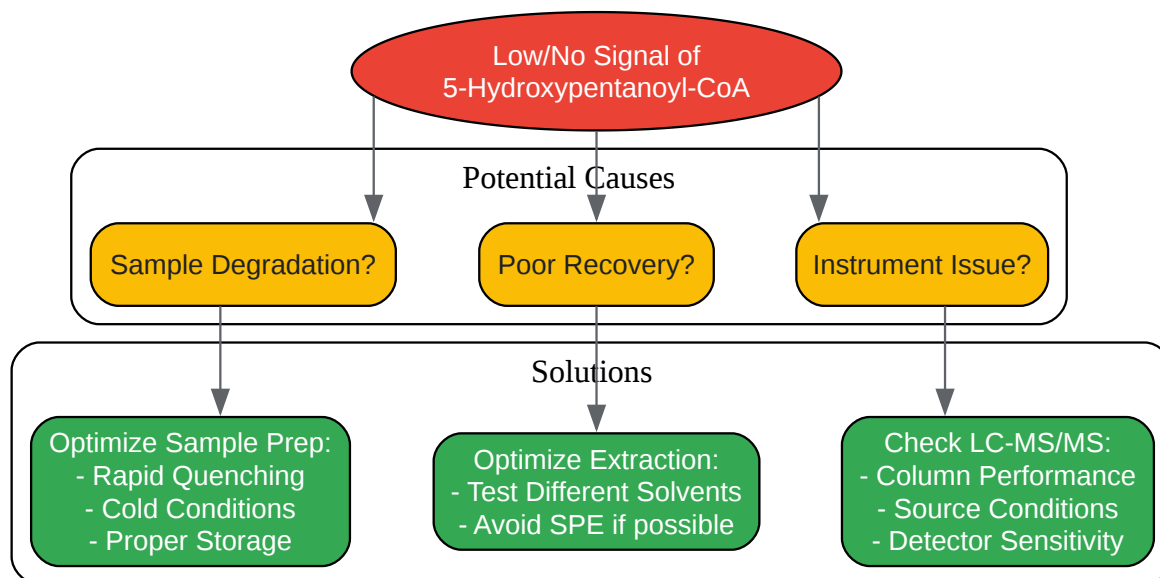 Low/No Signal of
5-Hydroxypentanoyl-CoA
Potential Causes
Sample Degradation?
Poor Recovery?
Instrument Issue?
Solutions
Optimize Sample Prep:
- Rapid Quenching
- Cold Conditions
- Proper Storage
Optimize Extraction:
- Test Different Solvents
- Avoid SPE if possible
Check LC-MS/MS:
- Column Performance
- Source Conditions
- Detector Sensitivity